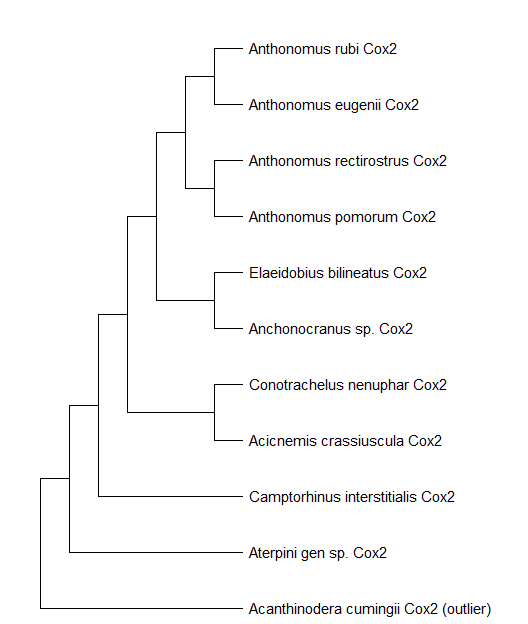 Anthonomus rubi Cox2
Anthonomus eugenii Cox2
Anthonomus rectirostrus Cox2
Anthonomus pomorum Cox2
Elaeidobius bilineatus Cox2
Anchonocranus sp. Cox2
Conotrachelus nenuphar Cox2
Acicnemis crassiuscula Cox2
Camptorhinus interstitialis Cox2
Aterpini gen sp. Cox2
Acanthinodera cumingii Cox2 (outlier)